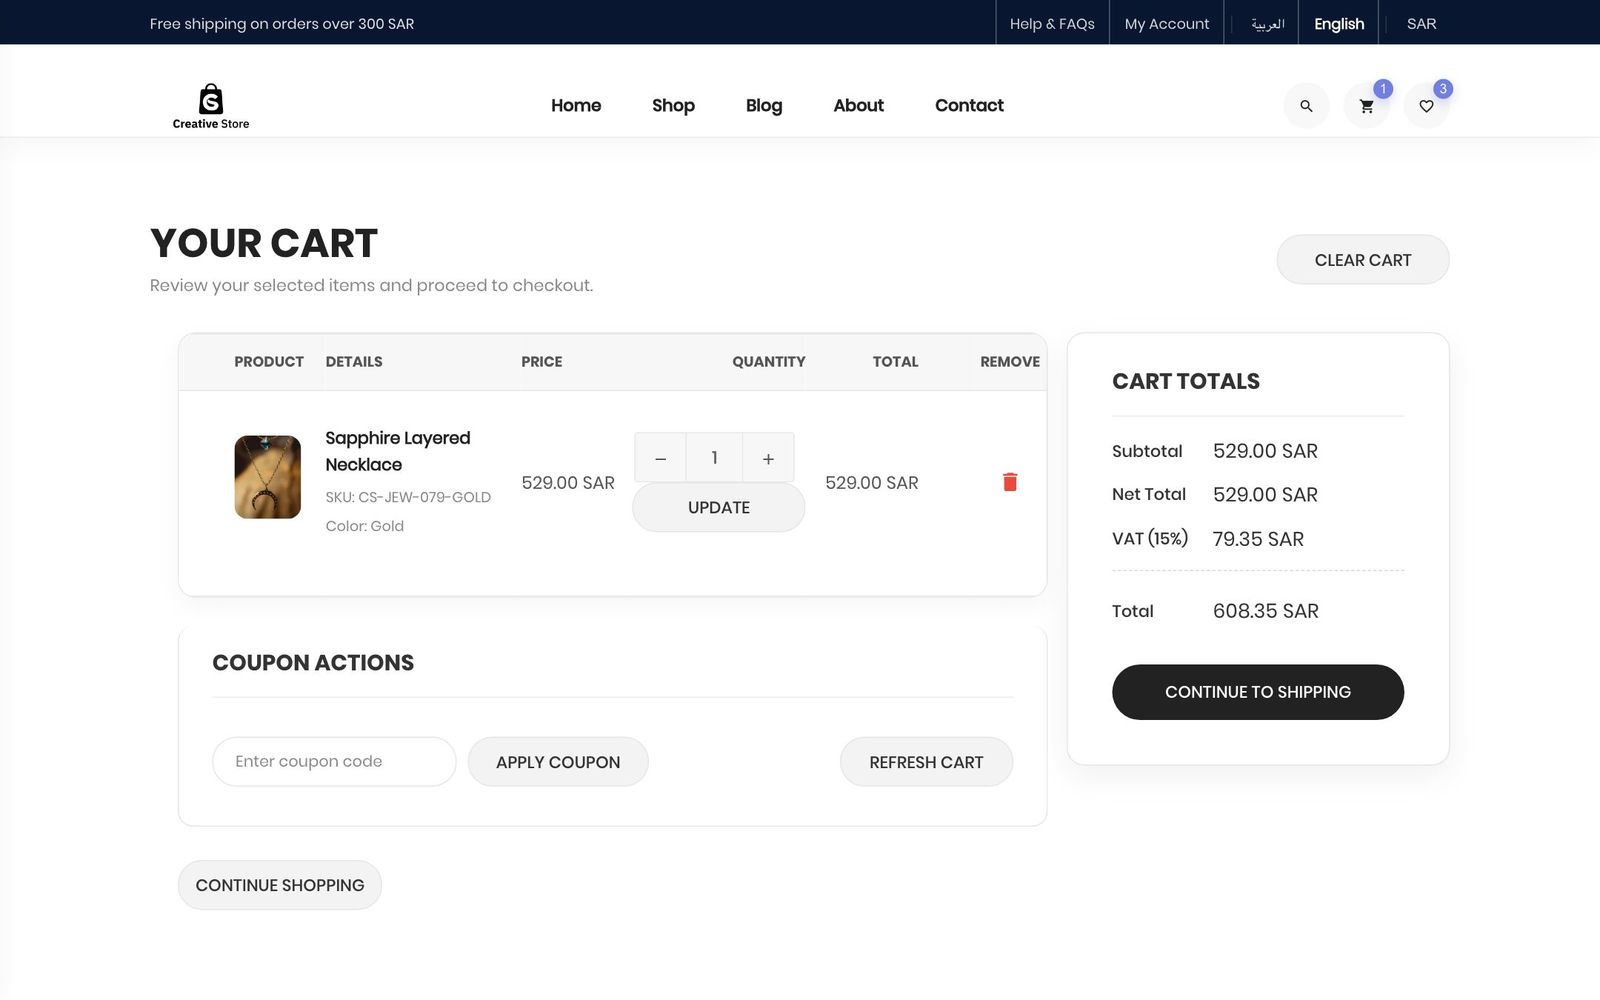 Free shipping on orders over 300 SAR
Help & FAQs
My Account
العربية
English
SAR
Creative Store
Home
Shop
Blog
About
Contact
1
3
YOUR CART
Review your selected items and proceed to checkout.
CLEAR CART
PRODUCT DETAILS PRICE QUANTITY TOTAL REMOVE
Sapphire Layered
Necklace
SKU: CS-JEW-079-GOLD
Color: Gold
529.00 SAR
− 1 +
UPDATE
529.00 SAR
COUPON ACTIONS
Enter coupon code
APPLY COUPON
REFRESH CART
CONTINUE SHOPPING
CART TOTALS
Subtotal 529.00 SAR
Net Total 529.00 SAR
VAT (15%) 79.35 SAR
Total 608.35 SAR
CONTINUE TO SHIPPING